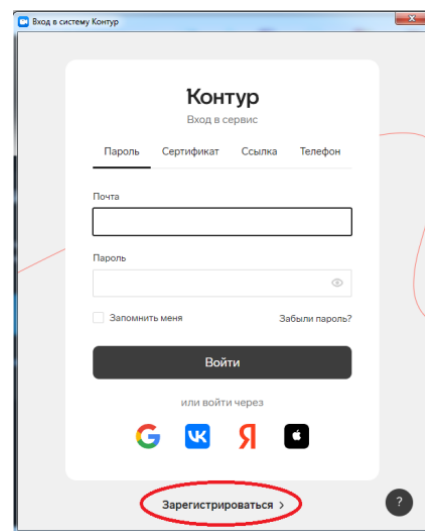 Вход в систему Контур
Контур
Вход в сервис
Пароль Сертификат Ссылка Телефон
Почта
Пароль
Запомнить меня Забыли пароль?
Войти
или войти через
G VK Я
Зарегистрироваться >
?